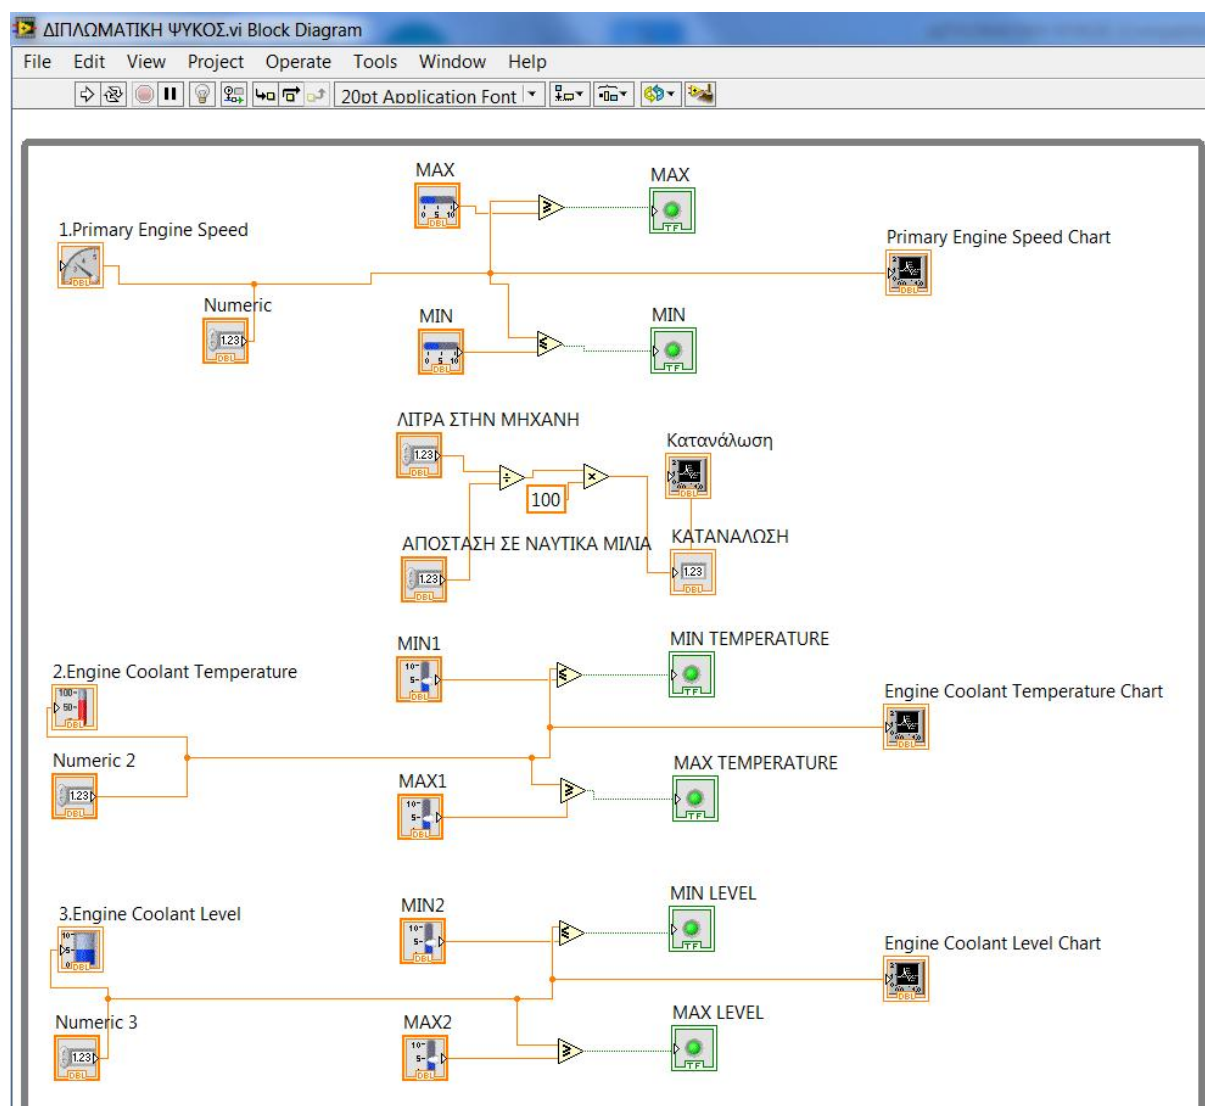 ΔΙΠΛΩΜΑΤΙΚΗ ΨΥΚΟΣ.vi Block Diagram
File Edit View Project Operate Tools Window Help
20pt Application Font
MAX
MAX
1.Primary Engine Speed
Primary Engine Speed Chart
Numeric
MIN
MIN
ΛΙΤΡΑ ΣΤΗΝ ΜΗΧΑΝΗ
Κατανάλωση
100
ΑΠΟΣΤΑΣΗ ΣΕ ΝΑΥΤΙΚΑ ΜΙΛΙΑ
ΚΑΤΑΝΑΛΩΣΗ
MIN1
MIN TEMPERATURE
2.Engine Coolant Temperature
Engine Coolant Temperature Chart
Numeric 2
MAX1
MAX TEMPERATURE
MIN2
MIN LEVEL
3.Engine Coolant Level
Engine Coolant Level Chart
Numeric 3
MAX2
MAX LEVEL